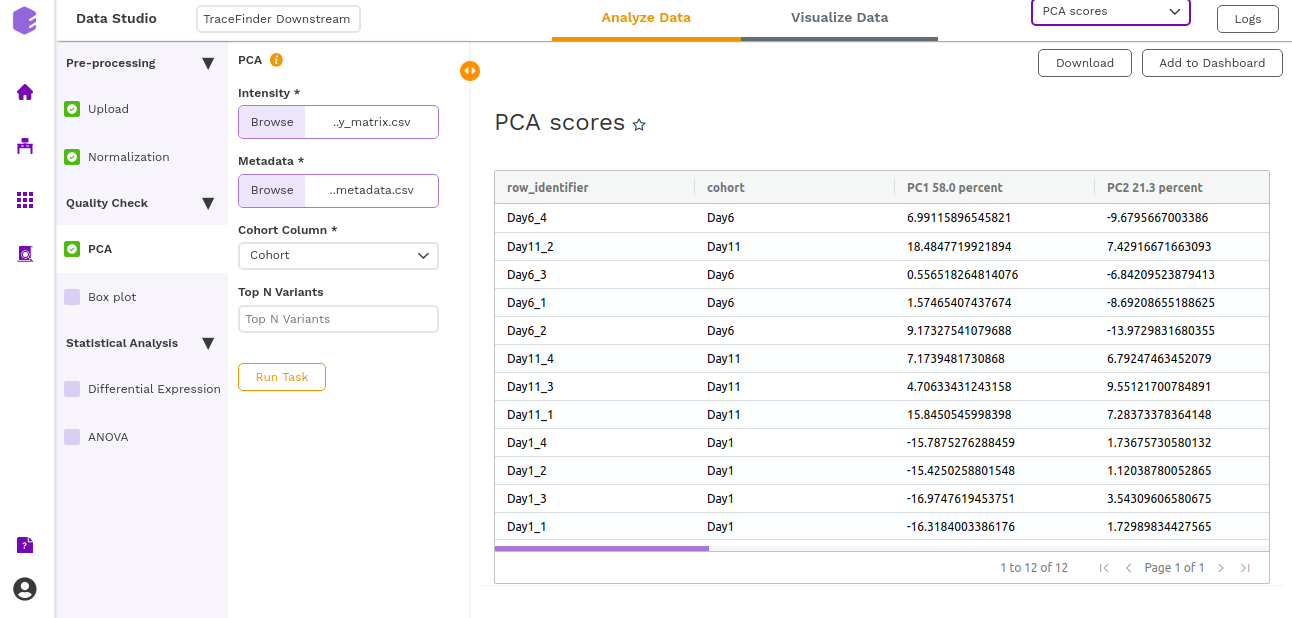 Data Studio
TraceFinder Downstream
Analyze Data
Visualize Data
PCA scores
Logs
Pre-processing
Upload
Normalization
Quality Check
PCA
Box plot
Statistical Analysis
Differential Expression
ANOVA
PCA i
Intensity *
Browse ..y_matrix.csv
Metadata *
Browse ..metadata.csv
Cohort Column *
Cohort
Top N Variants
Top N Variants
Run Task
Download
Add to Dashboard
PCA scores
row_identifier cohort PC1 58.0 percent PC2 21.3 percent
Day6_4 Day6 6.99115896545821 -9.6795667003386
Day11_2 Day11 18.4847719921894 7.42916671663093
Day6_3 Day6 0.556518264814076 -6.84209523879413
Day6_1 Day6 1.57465407437674 -8.69208655188625
Day6_2 Day6 9.17327541079688 -13.9729831680355
Day11_4 Day11 7.1739481730868 6.79247463452079
Day11_3 Day11 4.70633431243158 9.55121700784891
Day11_1 Day11 15.8450545998398 7.28373378364148
Day1_4 Day1 -15.7875276288459 1.73675730580132
Day1_2 Day1 -15.4250258801548 1.12038780052865
Day1_3 Day1 -16.9747619453751 3.54309606580675
Day1_1 Day1 -16.3184003386176 1.72989834427565
1 to 12 of 12 Page 1 of 1
?